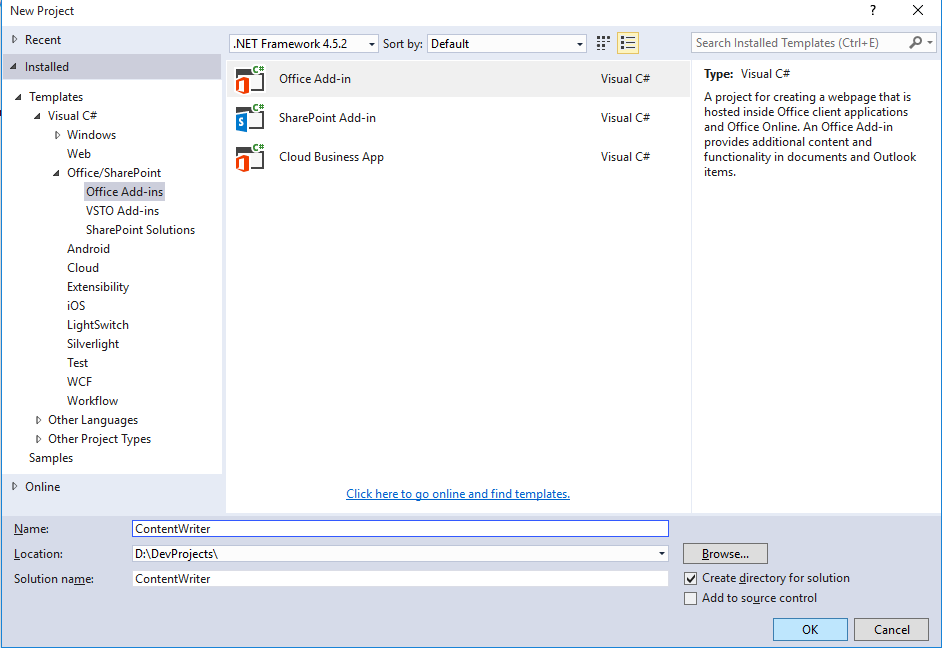 New Project
?
Recent
.NET Framework 4.5.2
Sort by:
Default
Search Installed Templates (Ctrl+E)
Installed
Templates
Visual C#
Windows
Web
Office/SharePoint
Office Add-ins
VSTO Add-ins
SharePoint Solutions
Android
Cloud
Extensibility
iOS
LightSwitch
Silverlight
Test
WCF
Workflow
Other Languages
Other Project Types
Samples
Online
C#
Office Add-in
Visual C#
C#
S
SharePoint Add-in
Visual C#
C#
Cloud Business App
Visual C#
Click here to go online and find templates.
Type: Visual C#
A project for creating a webpage that is
hosted inside Office client applications
and Office Online. An Office Add-in
provides additional content and
functionality in documents and Outlook
items.
Name:
ContentWriter
Location:
D:\DevProjects\
Browse...
Solution name:
ContentWriter
Create directory for solution
Add to source control
OK
Cancel